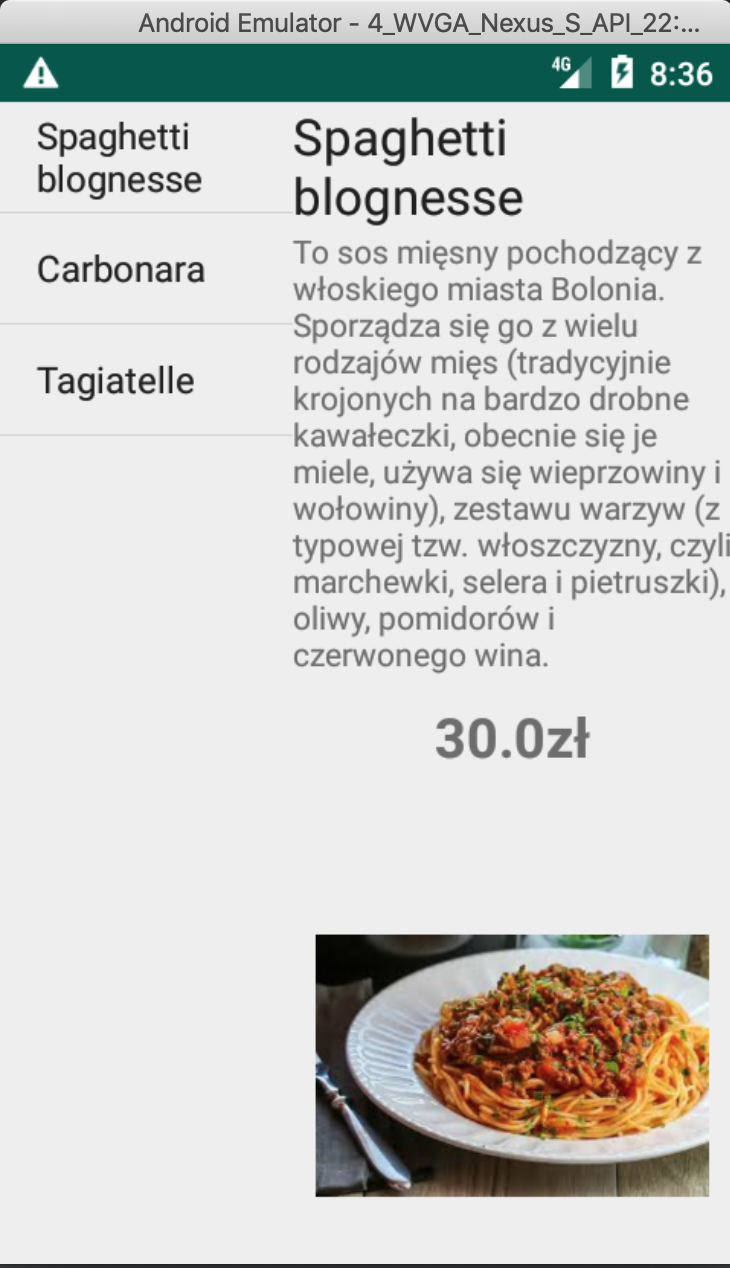 Android Emulator - 4_WVGA_Nexus_S_API_22:...
4G
8:36
Spaghetti
blognesse
Carbonara
Tagiatelle
Spaghetti
blognesse
To sos mięsny pochodzący z
włoskiego miasta Bolonia.
Sporządza się go z wielu
rodzajów mięs (tradycyjnie
krojonych na bardzo drobne
kawałeczki, obecnie się je
miele, używa się wieprzowiny i
wołowiny), zestawu warzyw (z
typowej tzw. włoszczyzny, czyli
marchewki, selera i pietruszki),
oliwy, pomidorów i
czerwonego wina.
30.0zł